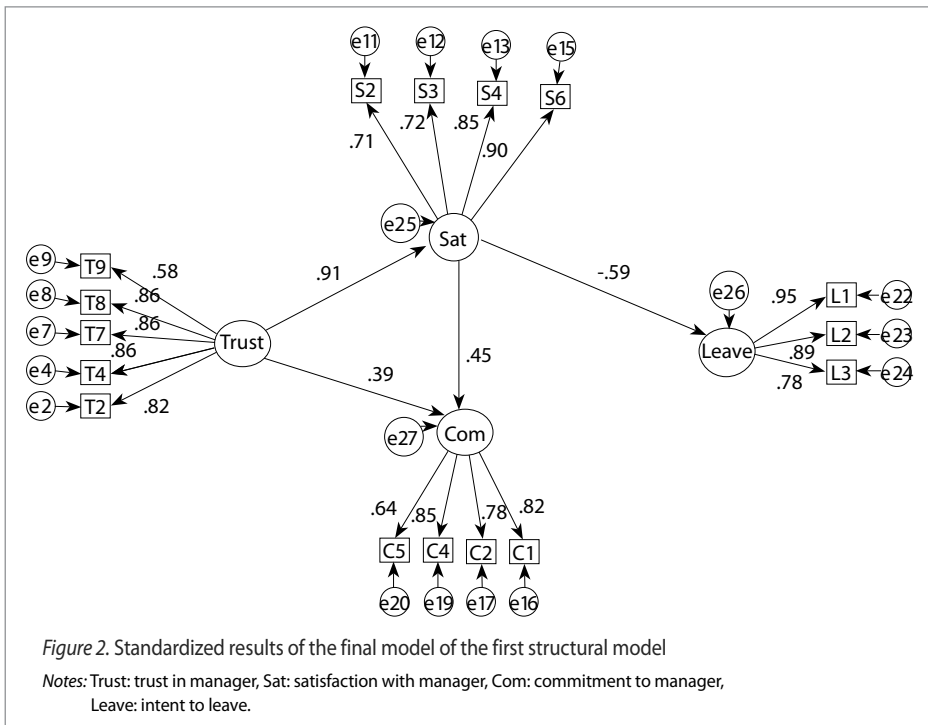 e11 e12 e13 e15
S2 S3 S4 S6
.71 .72 .85 .90
e25 Sat
e9 T9 .58
e8 T8 .86
e7 T7 .86
e4 T4 .86
e2 T2 .82
Trust
.91
.39
.45
-.59
e26
Leave
.95 L1 e22
.89 L2 e23
.78 L3 e24
e27 Com
.64 .85 .78 .82
C5 C4 C2 C1
e20 e19 e17 e16
Figure 2. Standardized results of the final model of the first structural model
Notes: Trust: trust in manager, Sat: satisfaction with manager, Com: commitment to manager,
Leave: intent to leave.